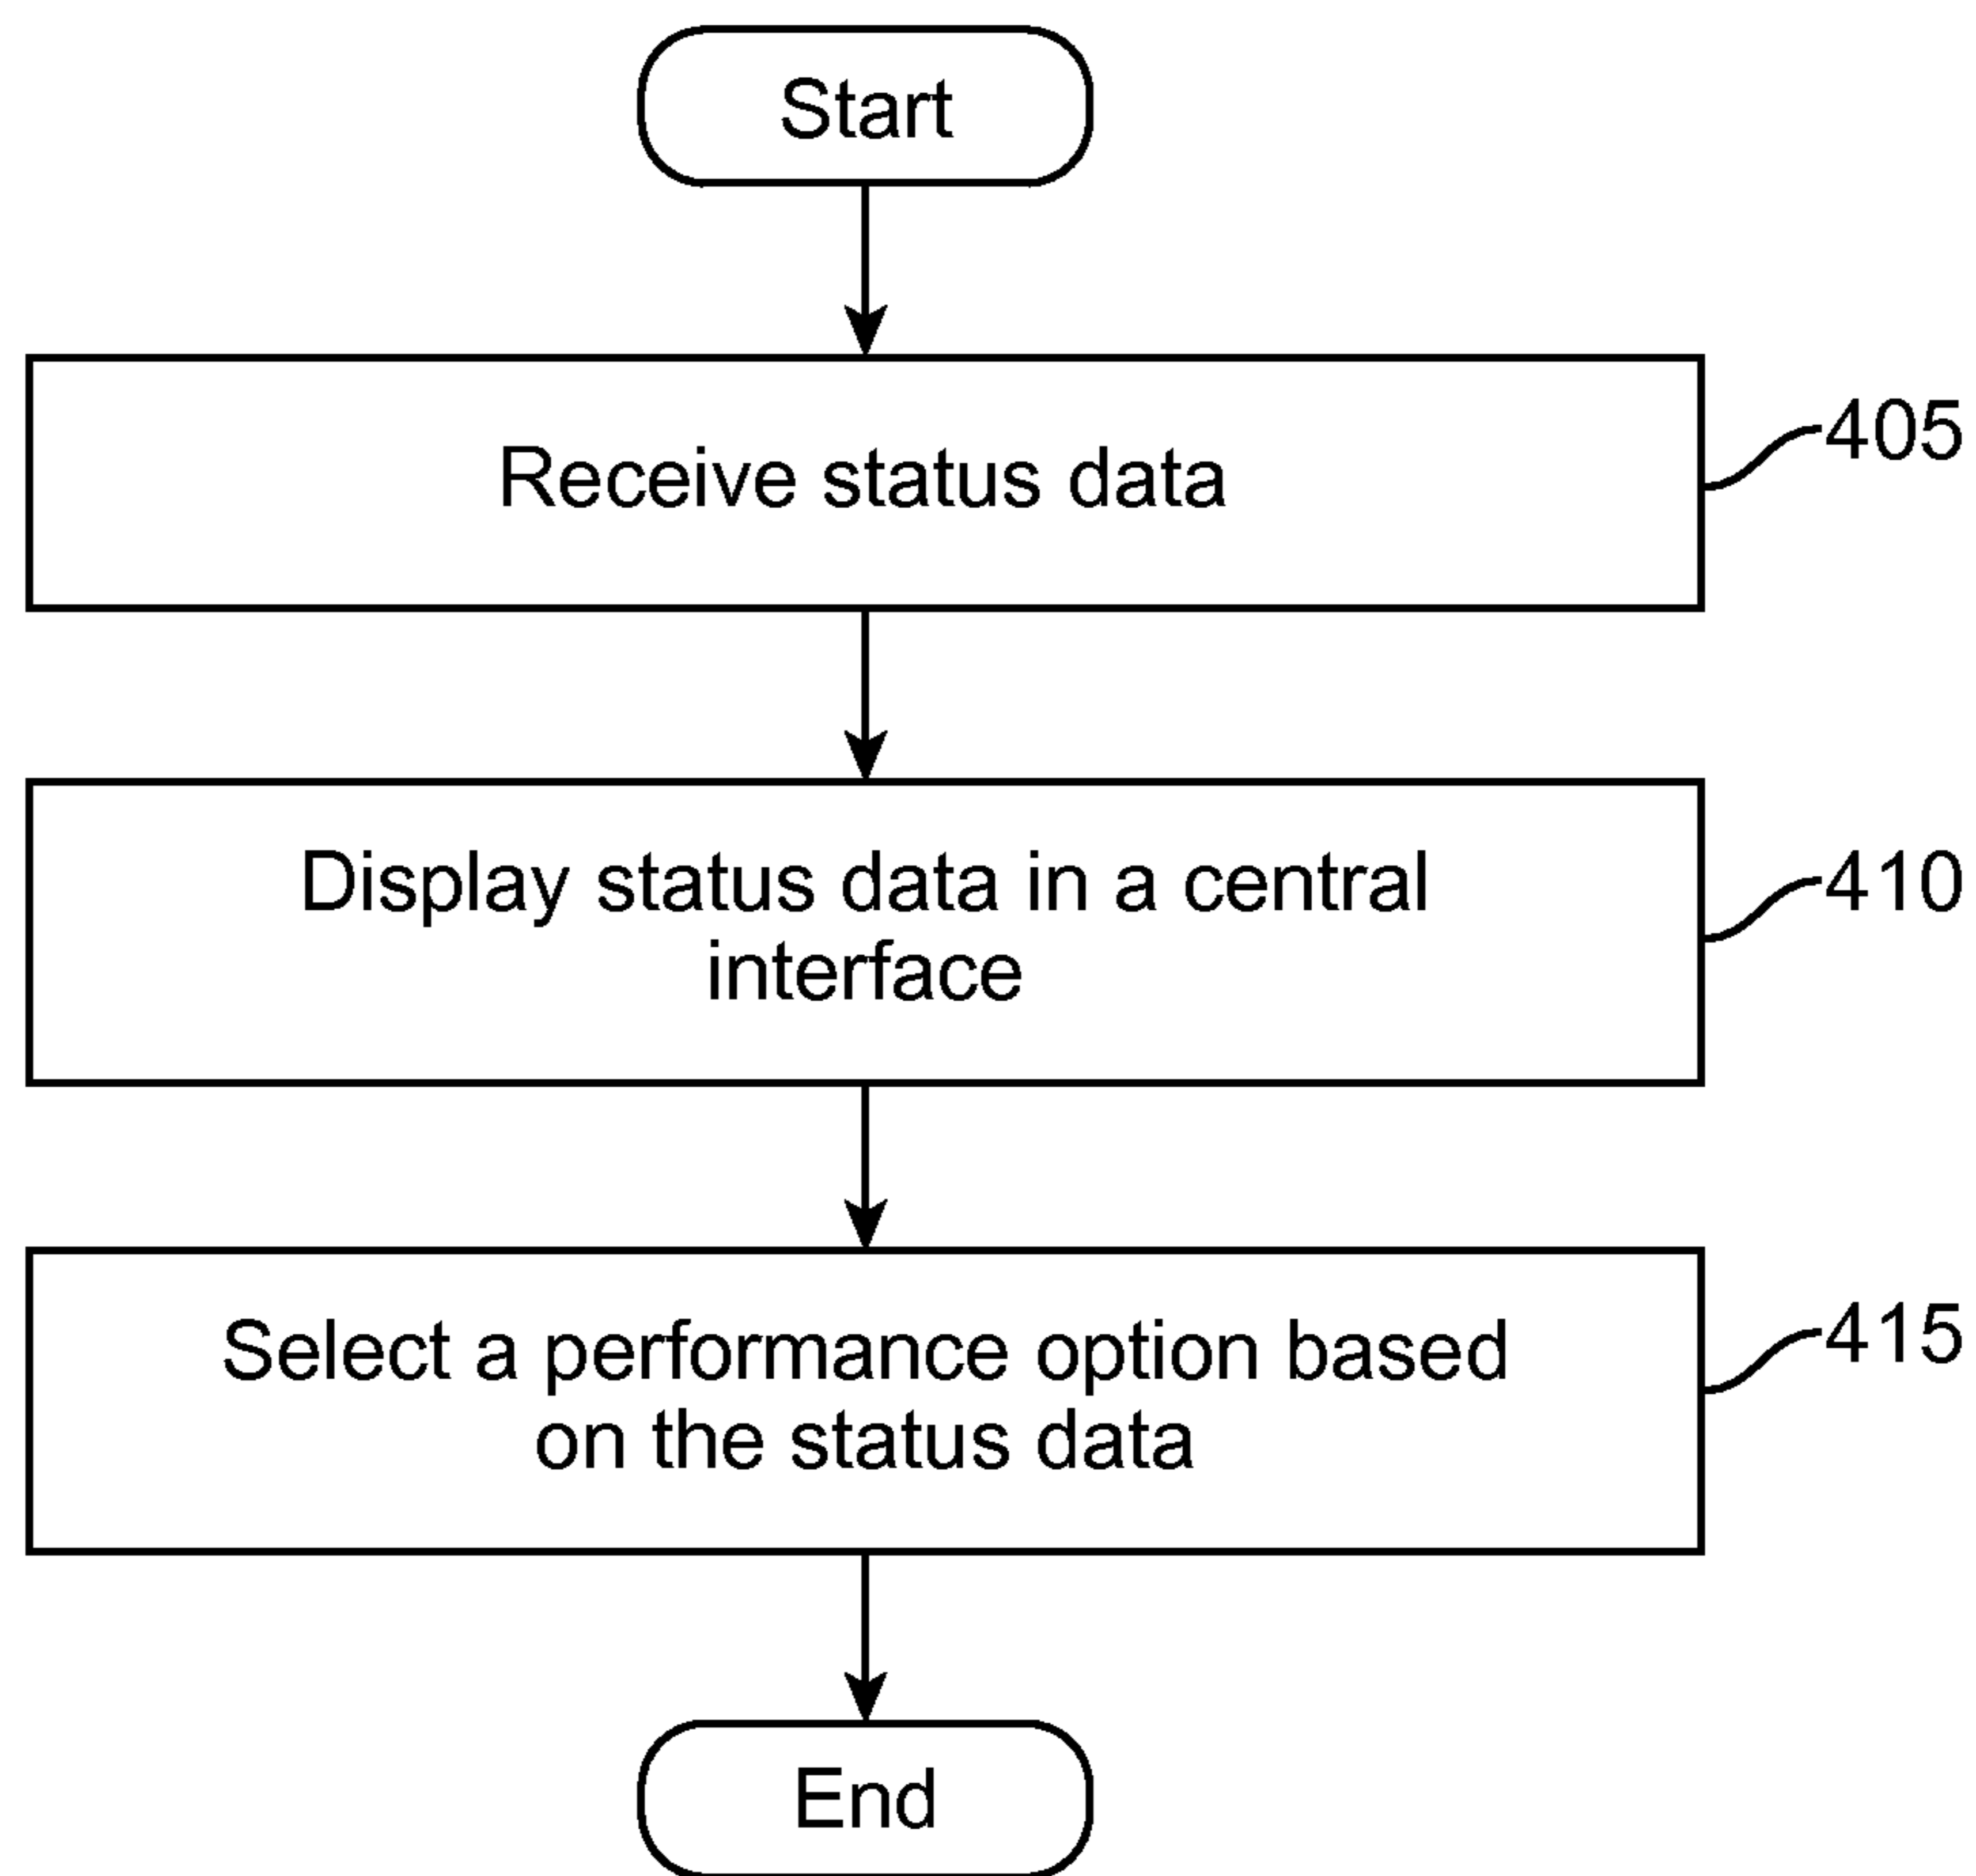 Start
Receive status data
405
Display status data in a central
interface
410
Select a performance option based
on the status data
415
End